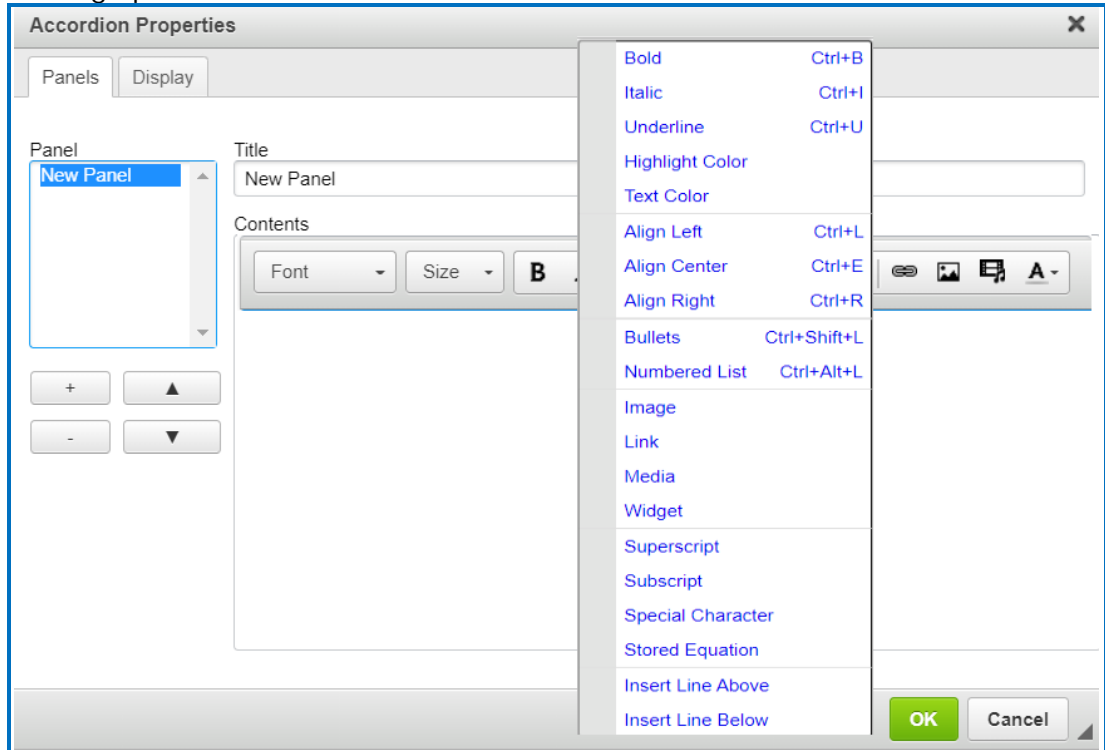 Accordion Properties
Panels Display
Panel
New Panel
Title
New Panel
Contents
Font Size B A
Bold Ctrl+B
Italic Ctrl+I
Underline Ctrl+U
Highlight Color
Text Color
Align Left Ctrl+L
Align Center Ctrl+E
Align Right Ctrl+R
Bullets Ctrl+Shift+L
Numbered List Ctrl+Alt+L
Image
Link
Media
Widget
Superscript
Subscript
Special Character
Stored Equation
Insert Line Above
Insert Line Below
+
-
OK Cancel